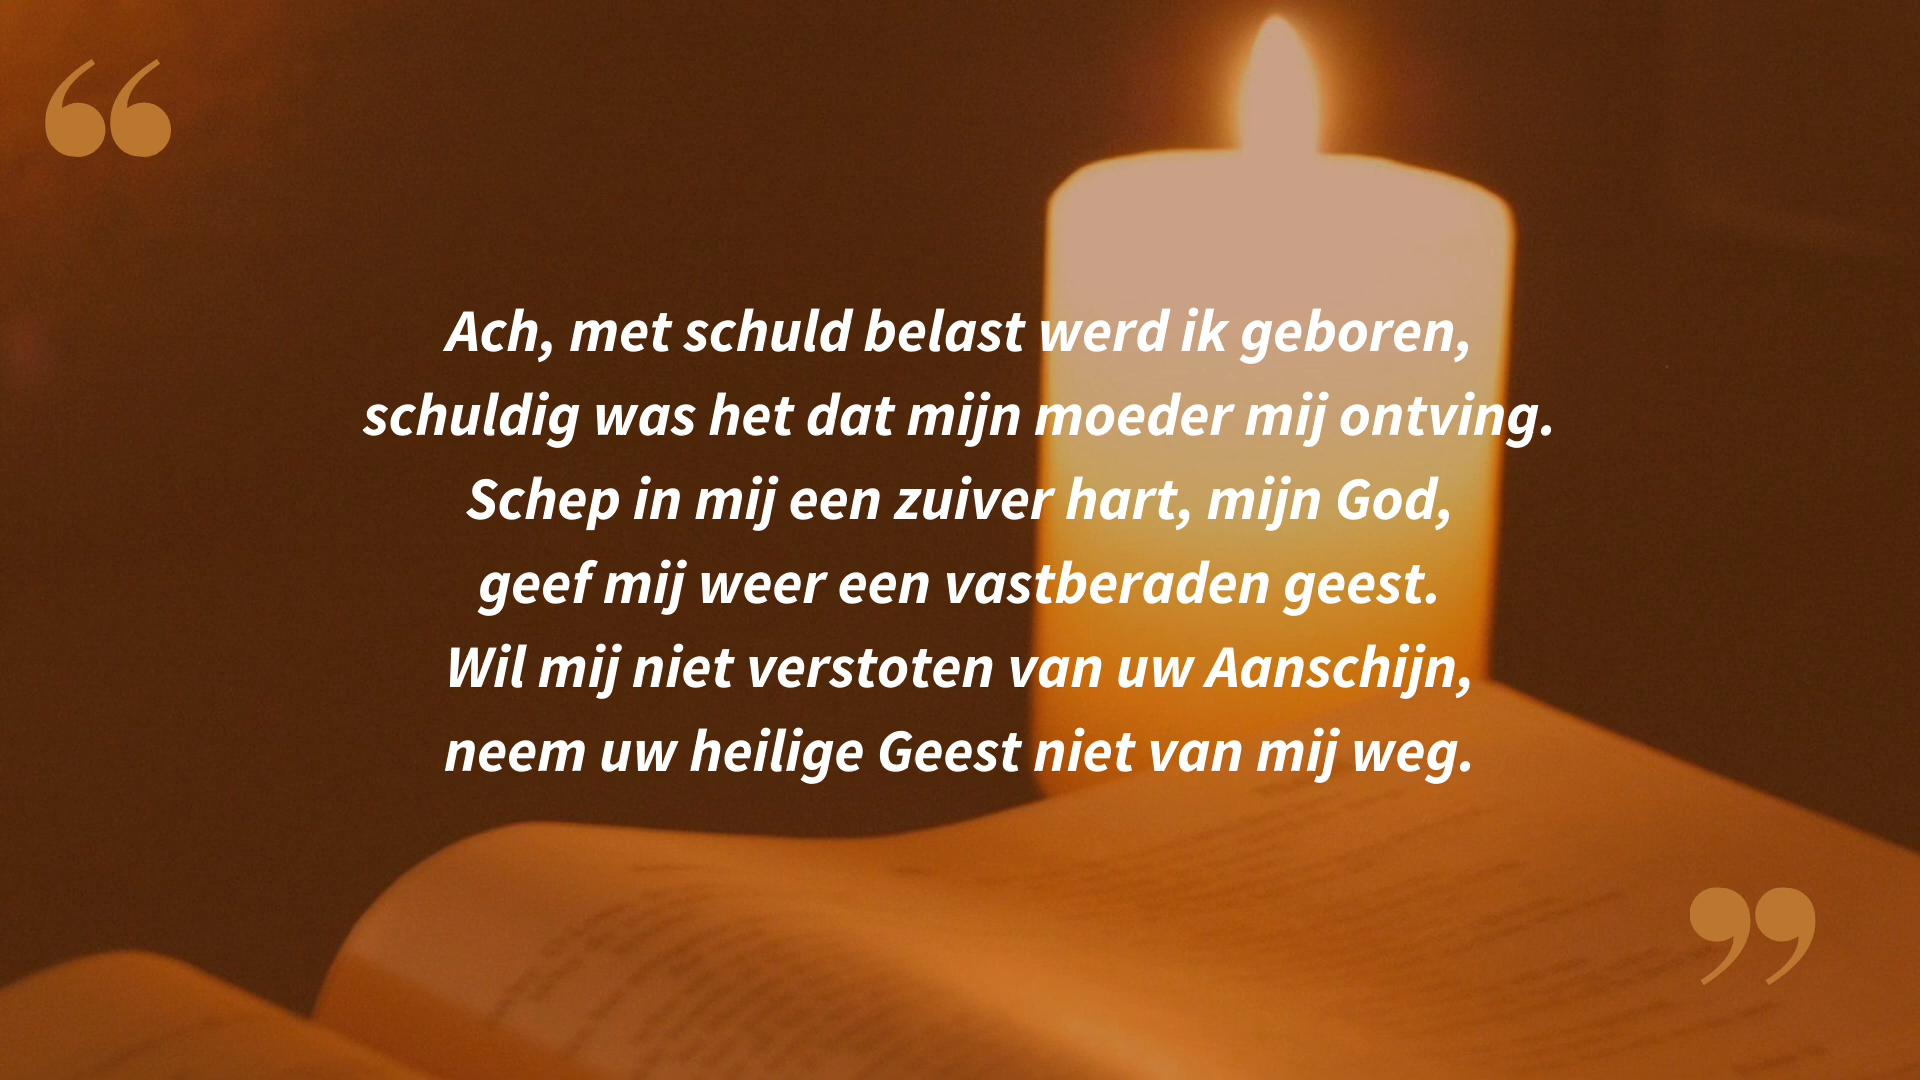 “
Ach, met schuld belast werd ik geboren,
schuldig was het dat mijn moeder mij ontving.
Schep in mij een zuiver hart, mijn God,
geef mij weer een vastberaden geest.
Wil mij niet verstoten van uw Aanschijn,
neem uw heilige Geest niet van mij weg.
”